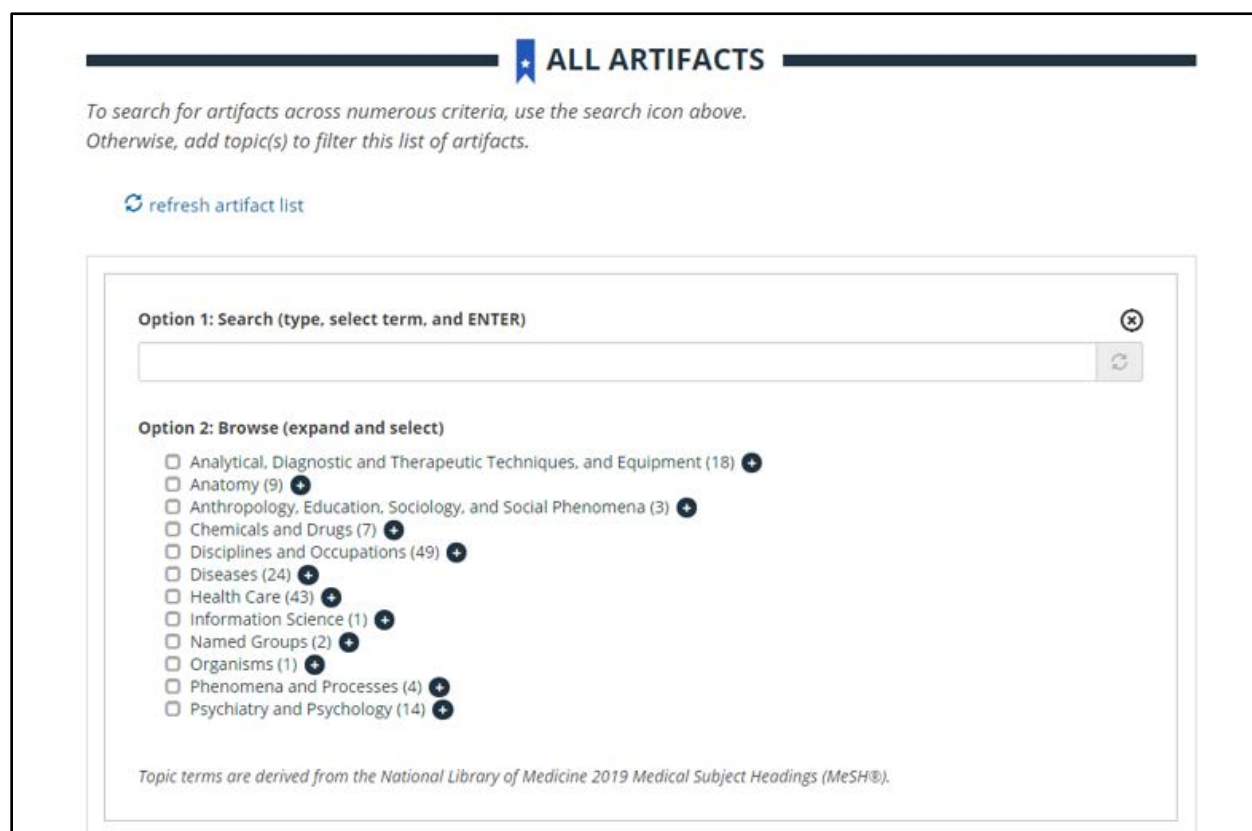 ALL ARTIFACTS
To search for artifacts across numerous criteria, use the search icon above.
Otherwise, add topic(s) to filter this list of artifacts.
refresh artifact list
Option 1: Search (type, select term, and ENTER)
Option 2: Browse (expand and select)
Analytical, Diagnostic and Therapeutic Techniques, and Equipment (18)
Anatomy (9)
Anthropology, Education, Sociology, and Social Phenomena (3)
Chemicals and Drugs (7)
Disciplines and Occupations (49)
Diseases (24)
Health Care (43)
Information Science (1)
Named Groups (2)
Organisms (1)
Phenomena and Processes (4)
Psychiatry and Psychology (14)
Topic terms are derived from the National Library of Medicine 2019 Medical Subject Headings (MeSH®).